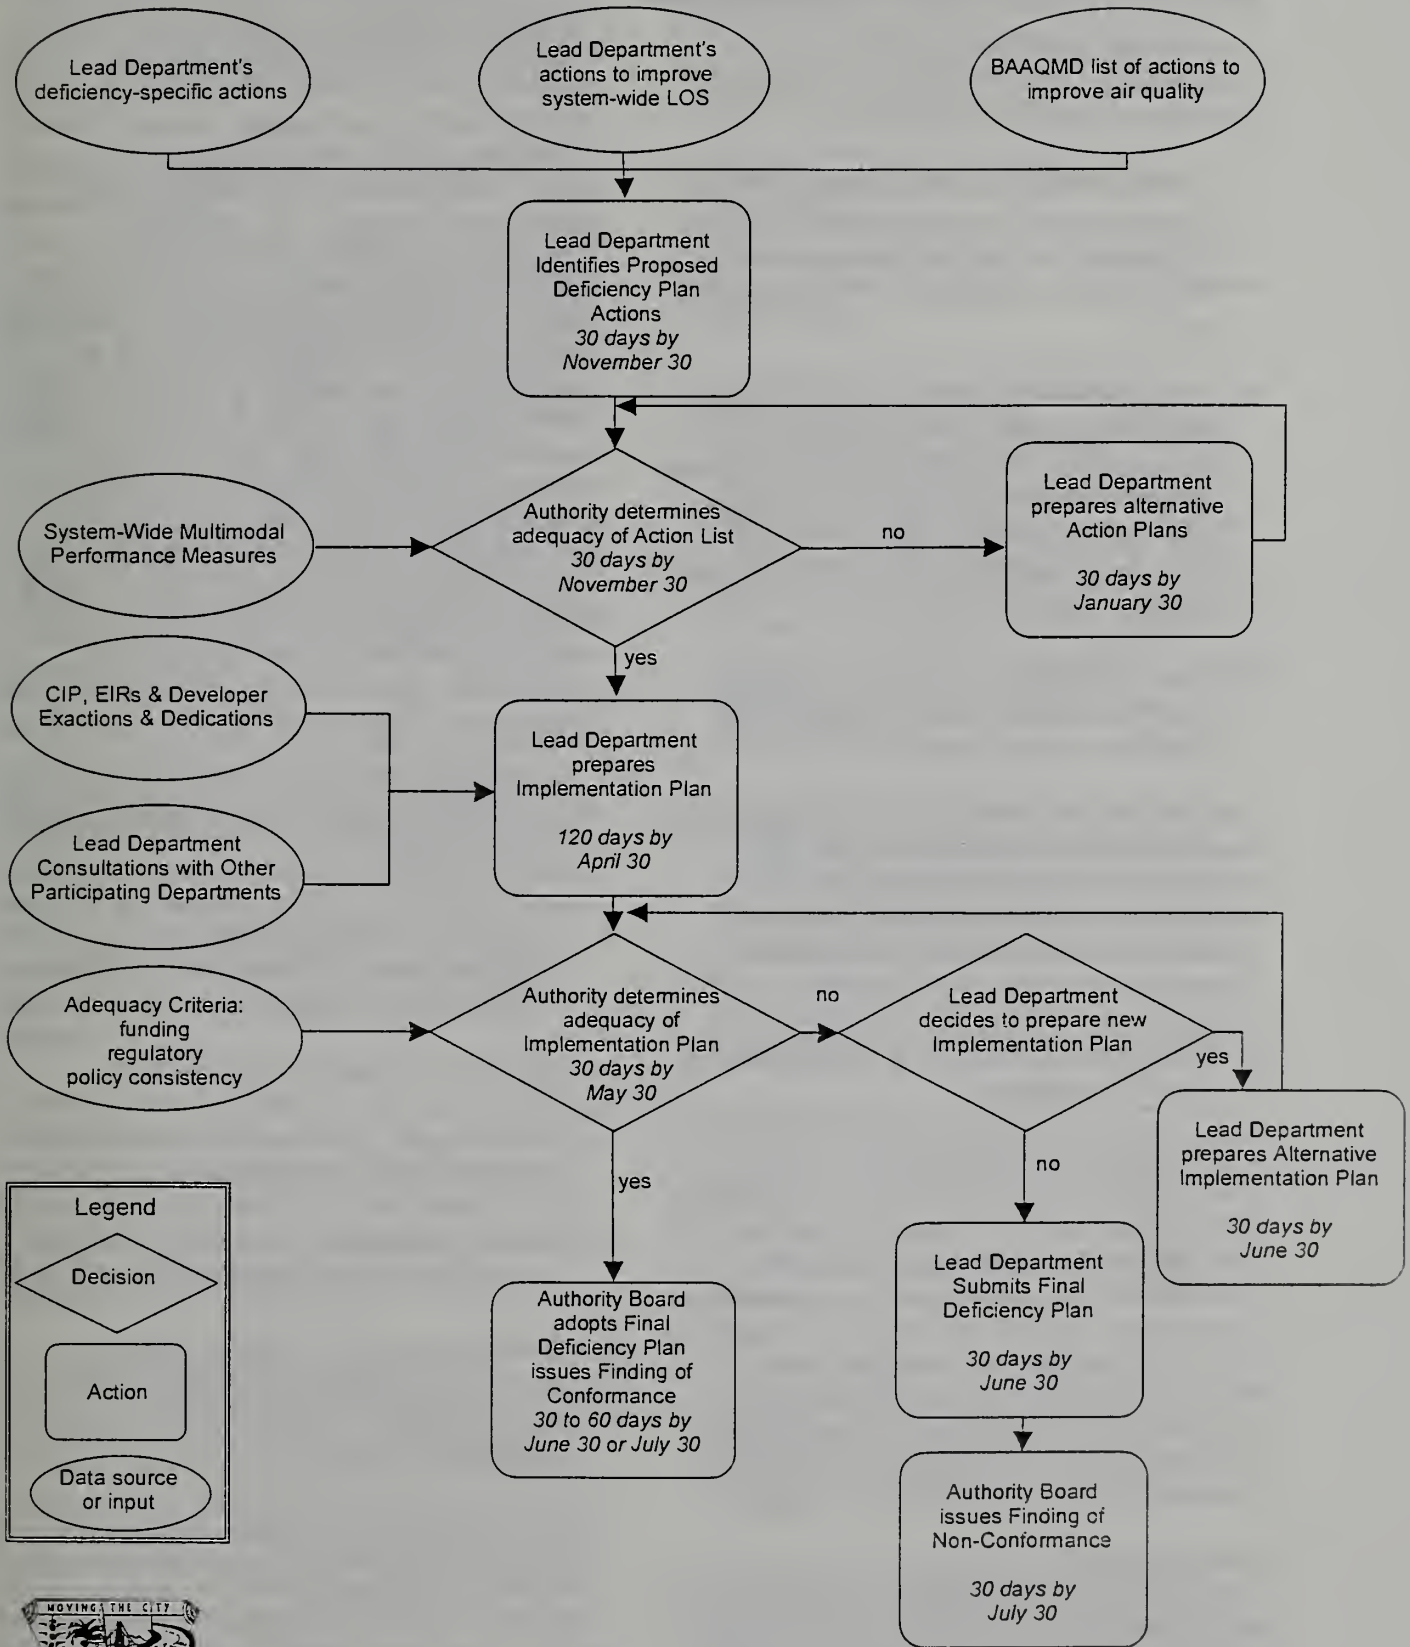 Lead Department's
deficiency-specific actions
Lead Department's
actions to improve
system-wide LOS
BAAQMD list of actions to
improve air quality
Lead Department
Identifies Proposed
Deficiency Plan
Actions
30 days by
November 30
System-Wide Multimodal
Performance Measures
Authority determines
adequacy of Action List
30 days by
November 30
no
Lead Department
prepares alternative
Action Plans
30 days by
January 30
yes
CIP, EIRs & Developer
Exactions & Dedications
Lead Department
Consultations with Other
Participating Departments
Lead Department
prepares
Implementation Plan
120 days by
April 30
Adequacy Criteria:
funding
regulatory
policy consistency
Authority determines
adequacy of
Implementation Plan
30 days by
May 30
no
Lead Department
decides to prepare new
Implementation Plan
yes
Lead Department
prepares Alternative
Implementation Plan
30 days by
June 30
yes
no
Authority Board
adopts Final
Deficiency Plan
issues Finding of
Conformance
30 to 60 days by
June 30 or July 30
Lead Department
Submits Final
Deficiency Plan
30 days by
June 30
Authority Board
issues Finding of
Non-Conformance
30 days by
July 30
Legend
Decision
Action
Data source
or input
MOVING THE CITY